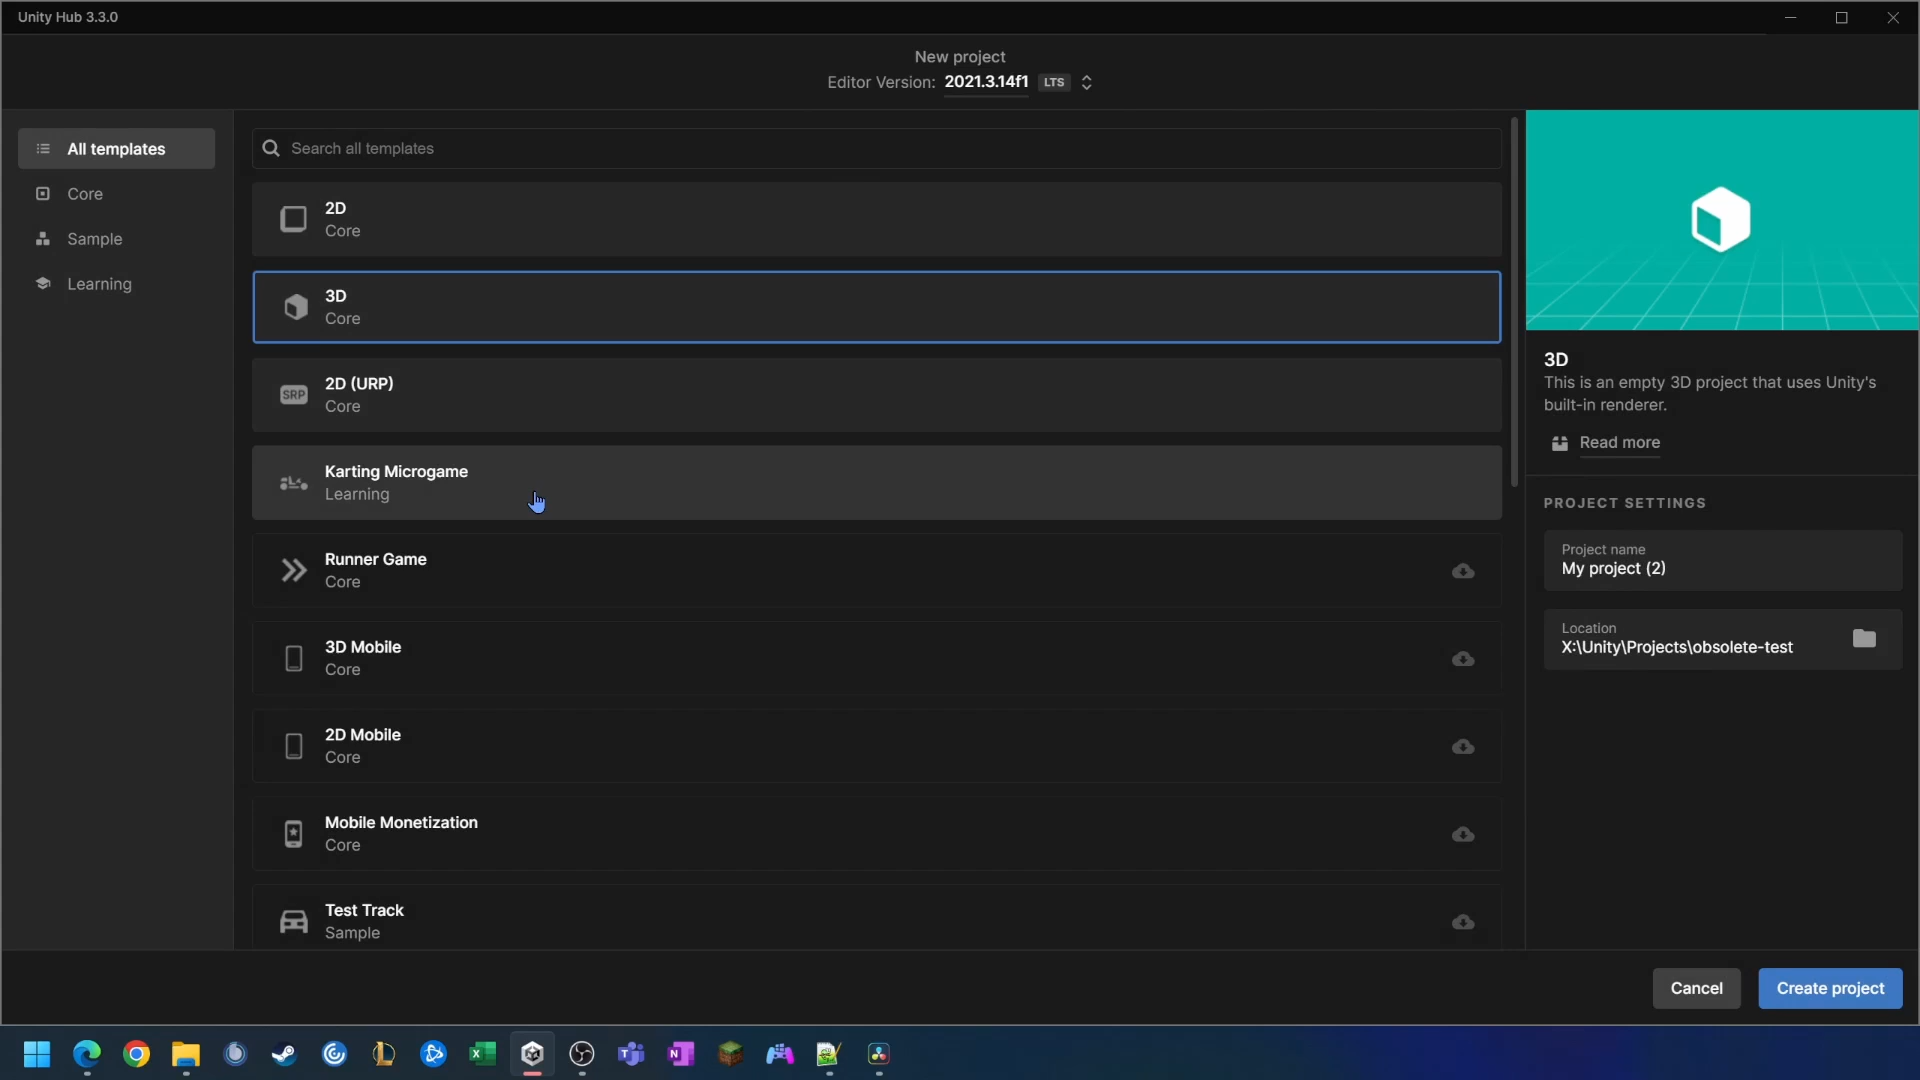 Unity Hub 3.3.0
New project
Editor Version: 2021.3.14f1 LTS
All templates
Core
Sample
Learning
Search all templates
2D
Core
3D
Core
SRP
2D (URP)
Core
Karting Microgame
Learning
Runner Game
Core
3D Mobile
Core
2D Mobile
Core
Mobile Monetization
Core
Test Track
Sample
3D
This is an empty 3D project that uses Unity's
built-in renderer.
Read more
PROJECT SETTINGS
Project name
My project (2)
Location
X:\Unity\Projects\obsolete-test
Cancel
Create project